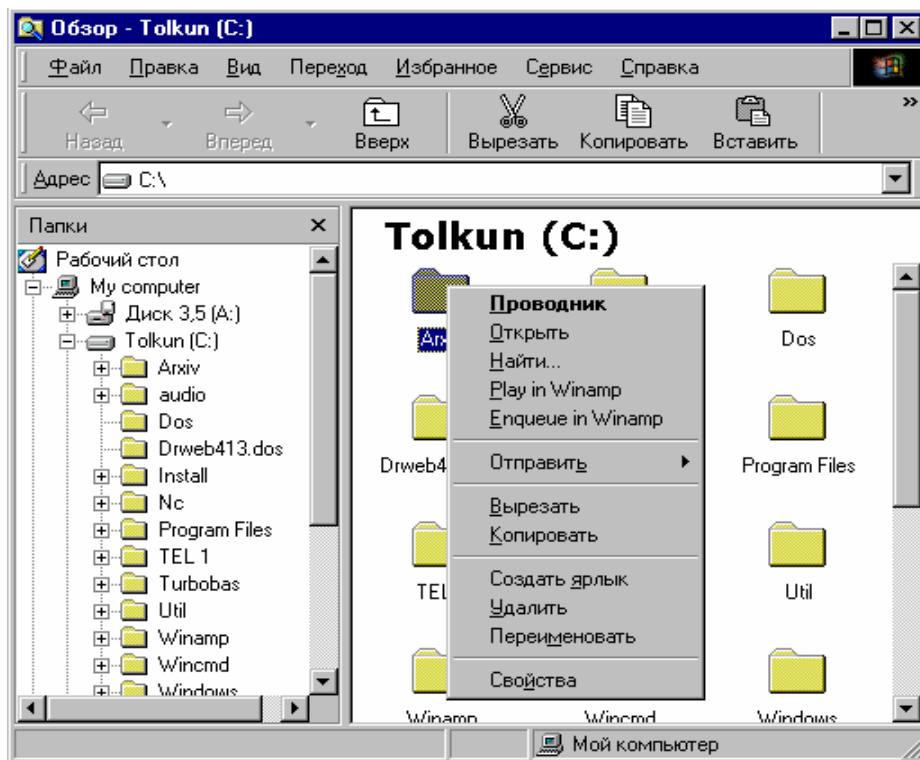 Обзор - Tolkun (C:)
Файл Правка Вид Переход Избранное Сервис Справка
Назад Вперед Вверх Вырезать Копировать Вставить »
Адрес C:\
Папки
Рабочий стол
My computer
Диск 3,5 (A:)
Tolkun (C:)
Arxiv
audio
Dos
Drweb413.dos
Install
Nc
Program Files
TEL 1
Turbobas
Util
Winamp
Wincmd
Windows
Tolkun (C:)
Dos
Program Files
Util
Winamp Wincmd Windows
Проводник
Открыть
Найти...
Play in Winamp
Enqueue in Winamp
Отправить
Вырезать
Копировать
Создать ярлык
Удалить
Переименовать
Свойства
Мой компьютер